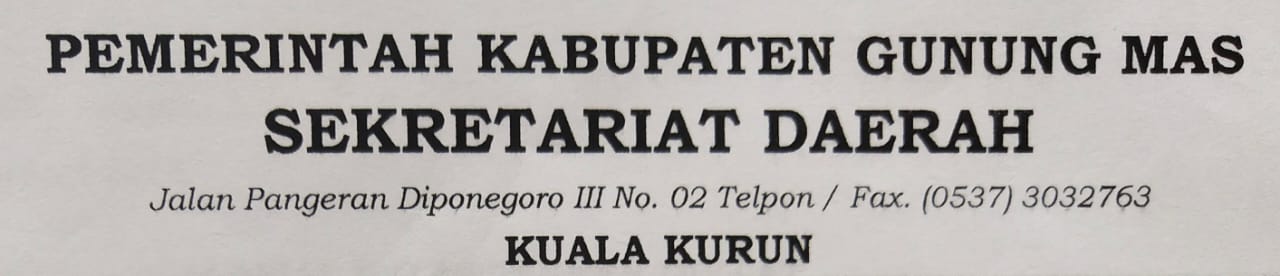 PEMERINTAH KABUPATEN GUNUNG MAS
SEKRETARIAT DAERAH
Jalan Pangeran Diponegoro III No. 02 Telpon / Fax. (0537) 3032763
KUALA KURUN